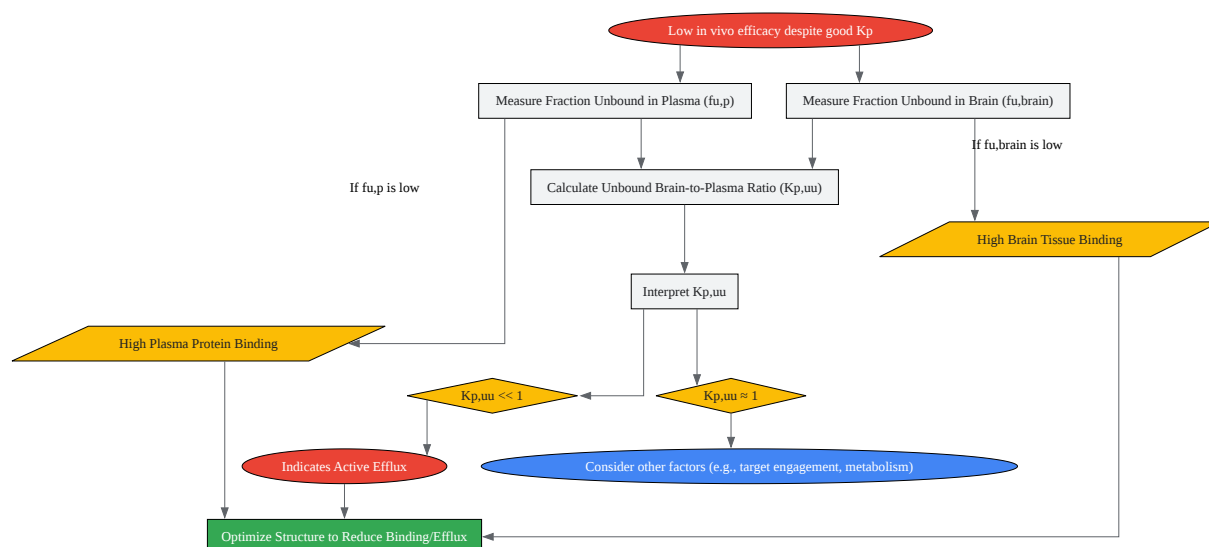 Low in vivo efficacy despite good Kp
Measure Fraction Unbound in Plasma (fu,p)
Measure Fraction Unbound in Brain (fu,brain)
If fu,brain is low
If fu,p is low
Calculate Unbound Brain-to-Plasma Ratio (Kp,uu)
High Brain Tissue Binding
Interpret Kp,uu
High Plasma Protein Binding
Kp,uu << 1
Kp,uu ≈ 1
Indicates Active Efflux
Consider other factors (e.g., target engagement, metabolism)
Optimize Structure to Reduce Binding/Efflux